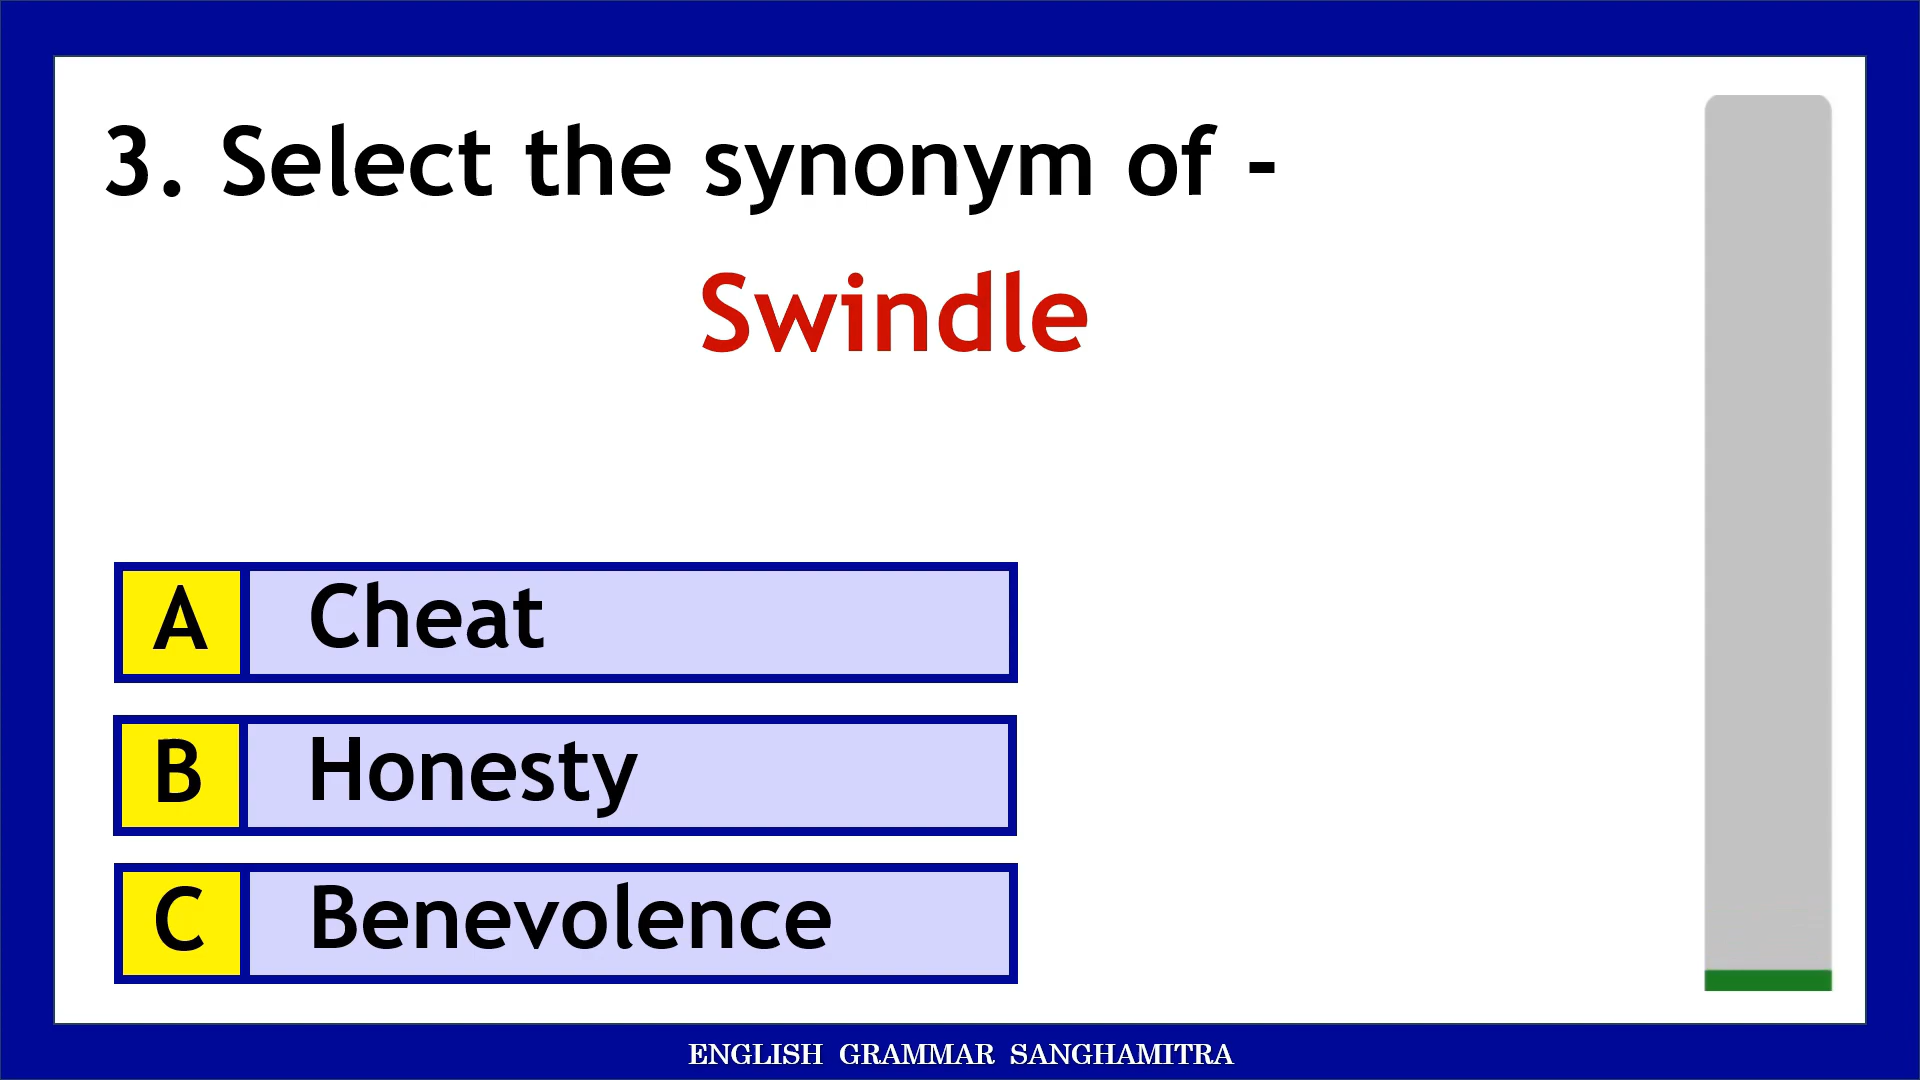 3. Select the synonym of -
Swindle
A Cheat
B Honesty
C Benevolence
ENGLISH GRAMMAR SANGHAMITRA